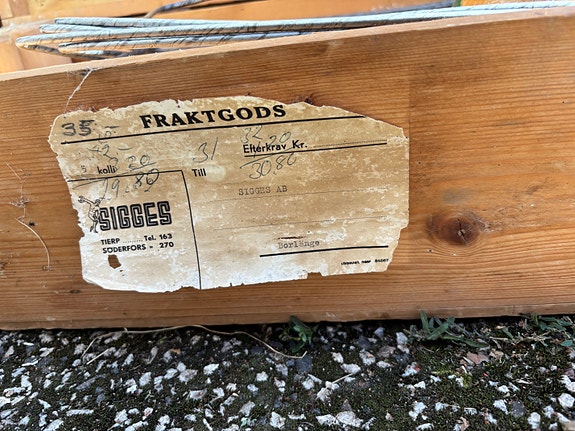 35
FRAKTGODS
32 20
Efterkrav Kr.
30.80
5 kolli 20
31
Till
19.80
SIGGES AB
SIGGES
TIERP ........ Tel. 163
SÖDERFORS - 270
Borlänge